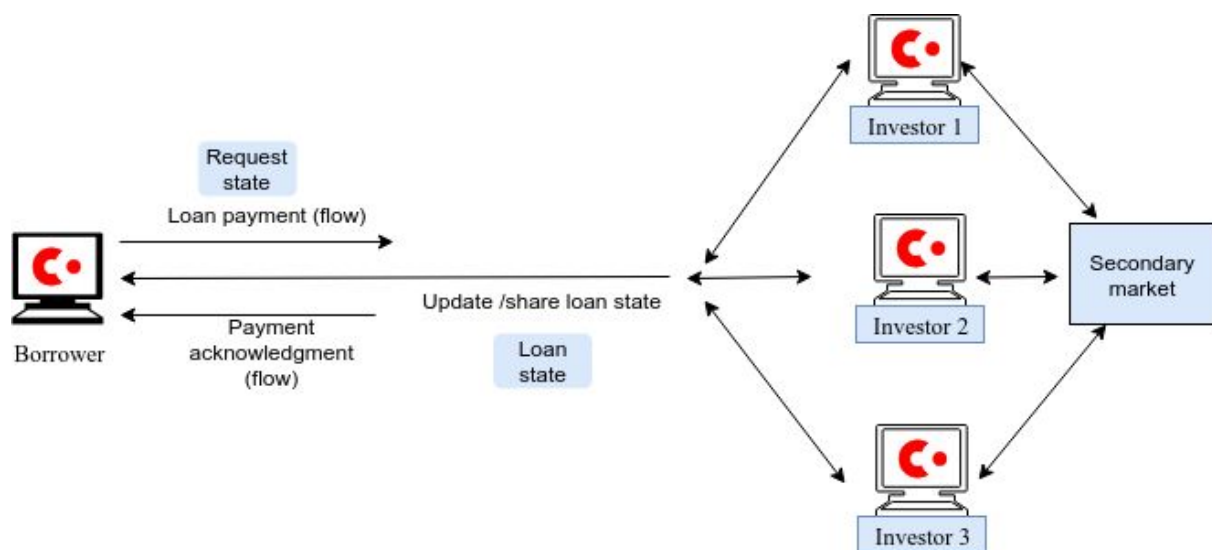 Investor 1
Request
state
Loan payment (flow)
Borrower
Update /share loan state
Payment
acknowledgment
(flow)
Loan
state
Investor 2
Secondary
market
Investor 3